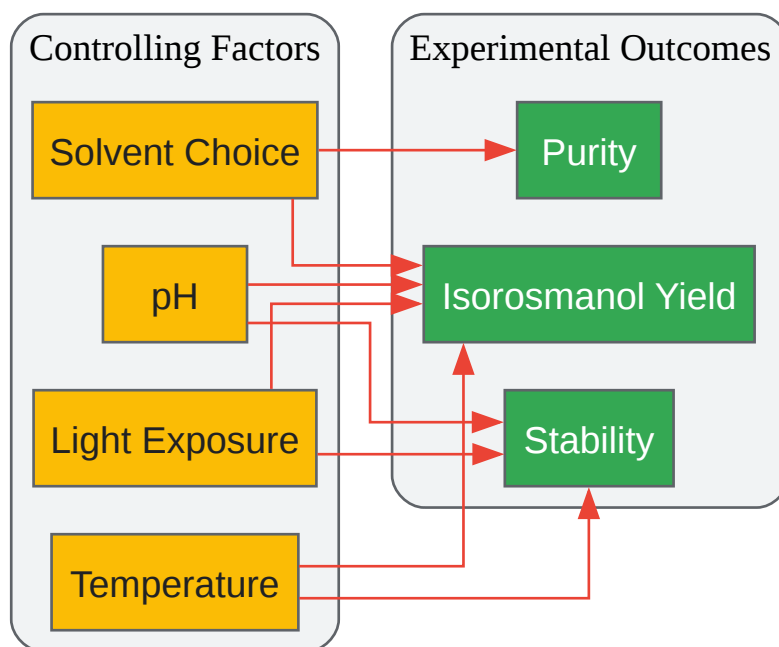 Controlling Factors
Experimental Outcomes
Solvent Choice
Purity
pH
Isorosmanol Yield
Light Exposure
Stability
Temperature